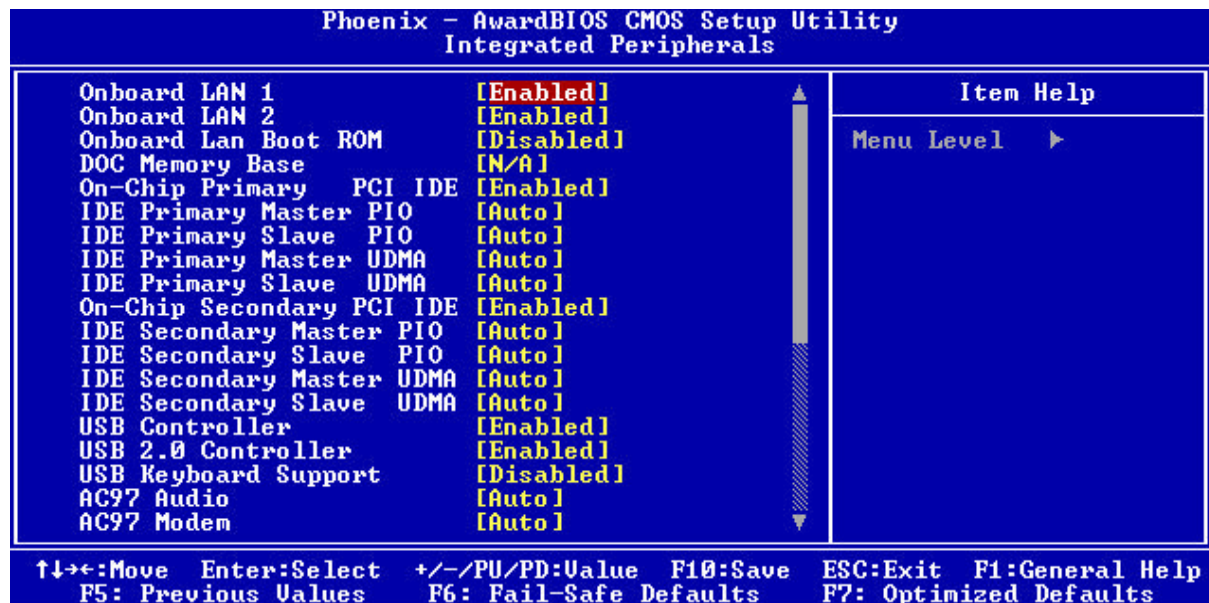 Phoenix - AwardBIOS CMOS Setup Utility
Integrated Peripherals
Onboard LAN 1 [Enabled]
Onboard LAN 2 [Enabled]
Onboard Lan Boot ROM [Disabled]
DOC Memory Base [N/A]
On-Chip Primary PCI IDE [Enabled]
IDE Primary Master PIO [Auto]
IDE Primary Slave PIO [Auto]
IDE Primary Master UDMA [Auto]
IDE Primary Slave UDMA [Auto]
On-Chip Secondary PCI IDE [Enabled]
IDE Secondary Master PIO [Auto]
IDE Secondary Slave PIO [Auto]
IDE Secondary Master UDMA [Auto]
IDE Secondary Slave UDMA [Auto]
USB Controller [Enabled]
USB 2.0 Controller [Enabled]
USB Keyboard Support [Disabled]
AC97 Audio [Auto]
AC97 Modem [Auto]
Item Help
Menu Level ►
↑↓→←:Move Enter:Select +/-/PU/PD:Value F10:Save ESC:Exit F1:General Help
F5: Previous Values F6: Fail-Safe Defaults F7: Optimized Defaults